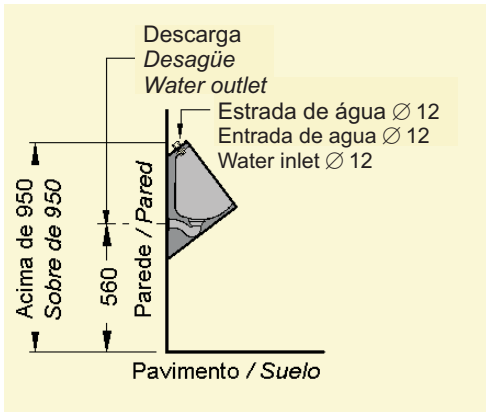 Descarga
Desagüe
Water outlet
Estrada de água ∅ 12
Entrada de agua ∅ 12
Water inlet ∅ 12
Acima de 950
Sobre de 950
560
Parede / Pared
Pavimento / Suelo